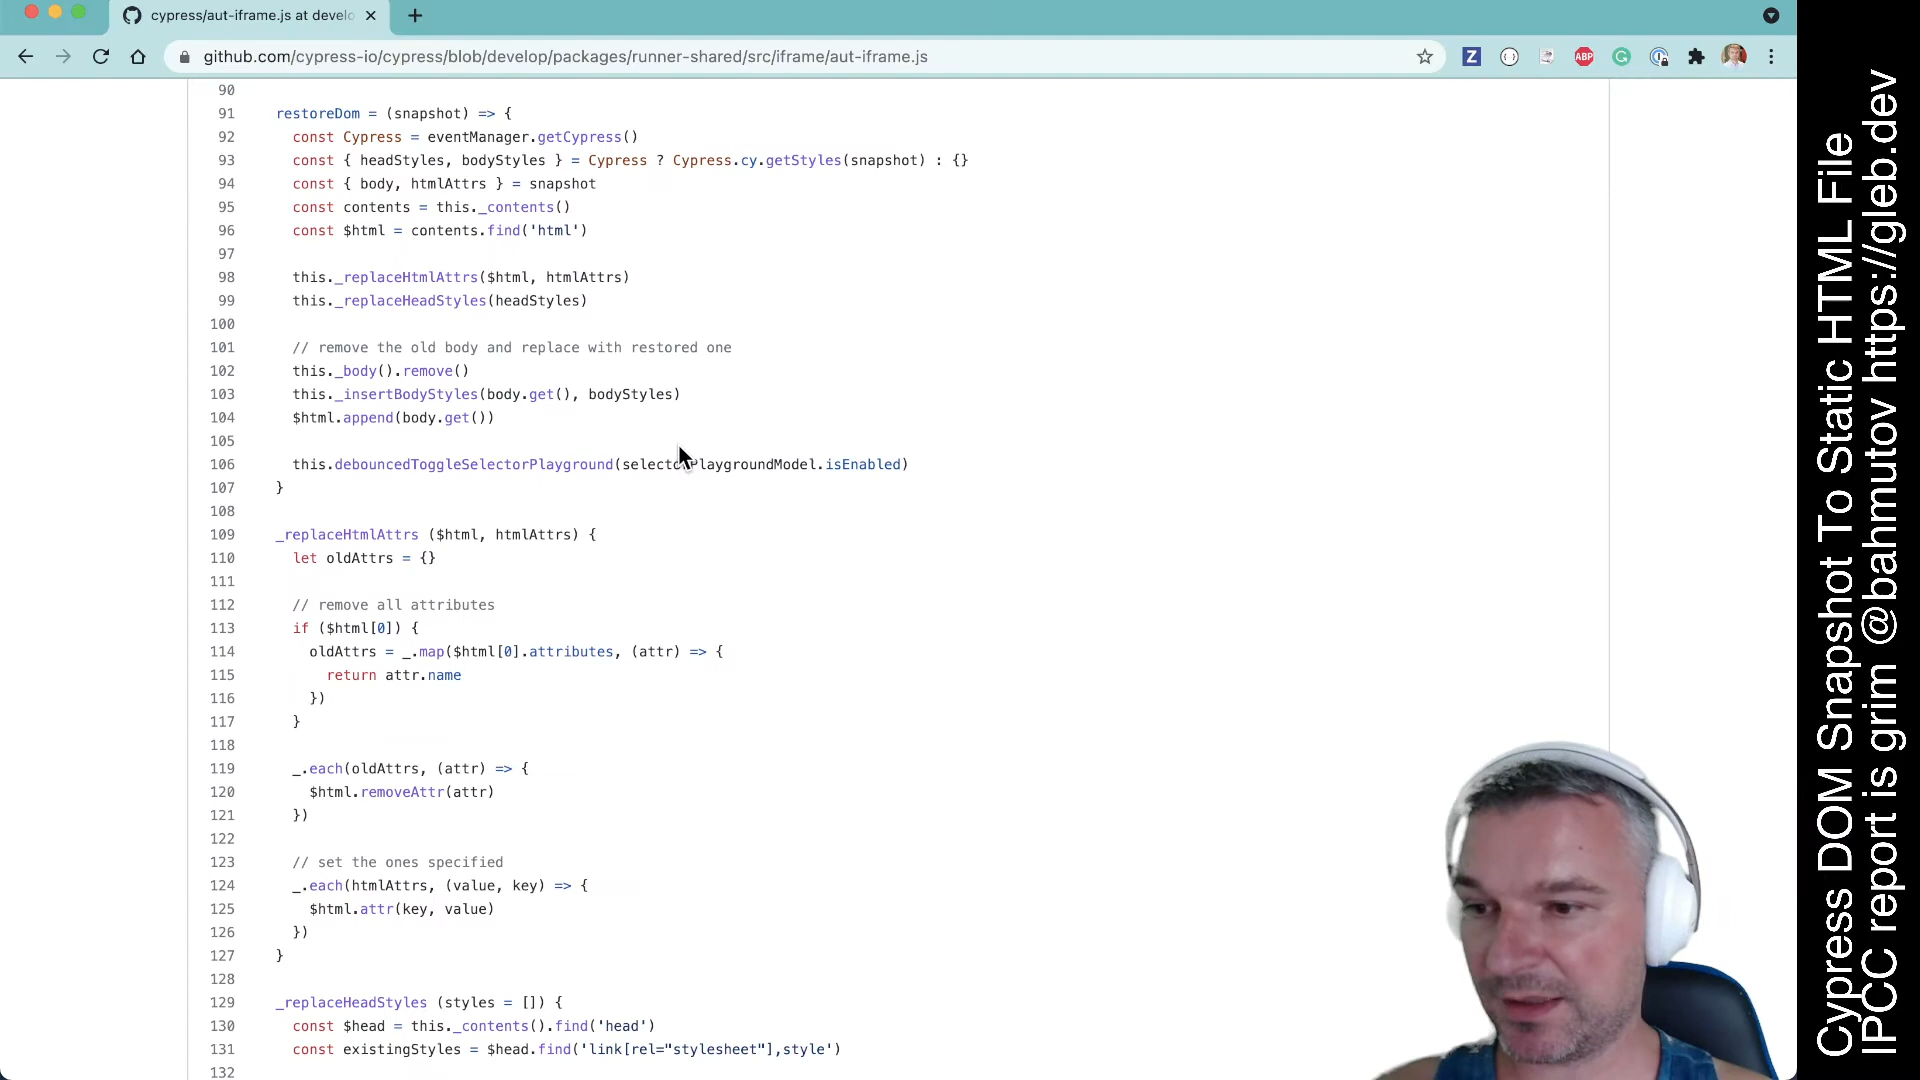 cypress/aut-iframe.js at develo
github.com/cypress-io/cypress/blob/develop/packages/runner-shared/src/iframe/aut-iframe.js
Z
ABP
90
91 restoreDom = (snapshot) => {
92 const Cypress = eventManager.getCypress()
93 const { headStyles, bodyStyles } = Cypress ? Cypress.cy.getStyles(snapshot) : {}
94 const { body, htmlAttrs } = snapshot
95 const contents = this._contents()
96 const $html = contents.find('html')
97
98 this._replaceHtmlAttrs($html, htmlAttrs)
99 this._replaceHeadStyles(headStyles)
100
101 // remove the old body and replace with restored one
102 this._body().remove()
103 this._insertBodyStyles(body.get(), bodyStyles)
104 $html.append(body.get())
105
106 this.debouncedToggleSelectorPlayground(selectorPlaygroundModel.isEnabled)
107 }
108
109 _replaceHtmlAttrs ($html, htmlAttrs) {
110 let oldAttrs = {}
111
112 // remove all attributes
113 if ($html[0]) {
114 oldAttrs = _.map($html[0].attributes, (attr) => {
115 return attr.name
116 })
117 }
118
119 _.each(oldAttrs, (attr) => {
120 $html.removeAttr(attr)
121 })
122
123 // set the ones specified
124 _.each(htmlAttrs, (value, key) => {
125 $html.attr(key, value)
126 })
127 }
128
129 _replaceHeadStyles (styles = []) {
130 const $head = this._contents().find('head')
131 const existingStyles = $head.find('link[rel="stylesheet"],style')
132
Cypress DOM Snapshot To Static HTML File
IPCC report is grim @bahmutov https://gleb.dev